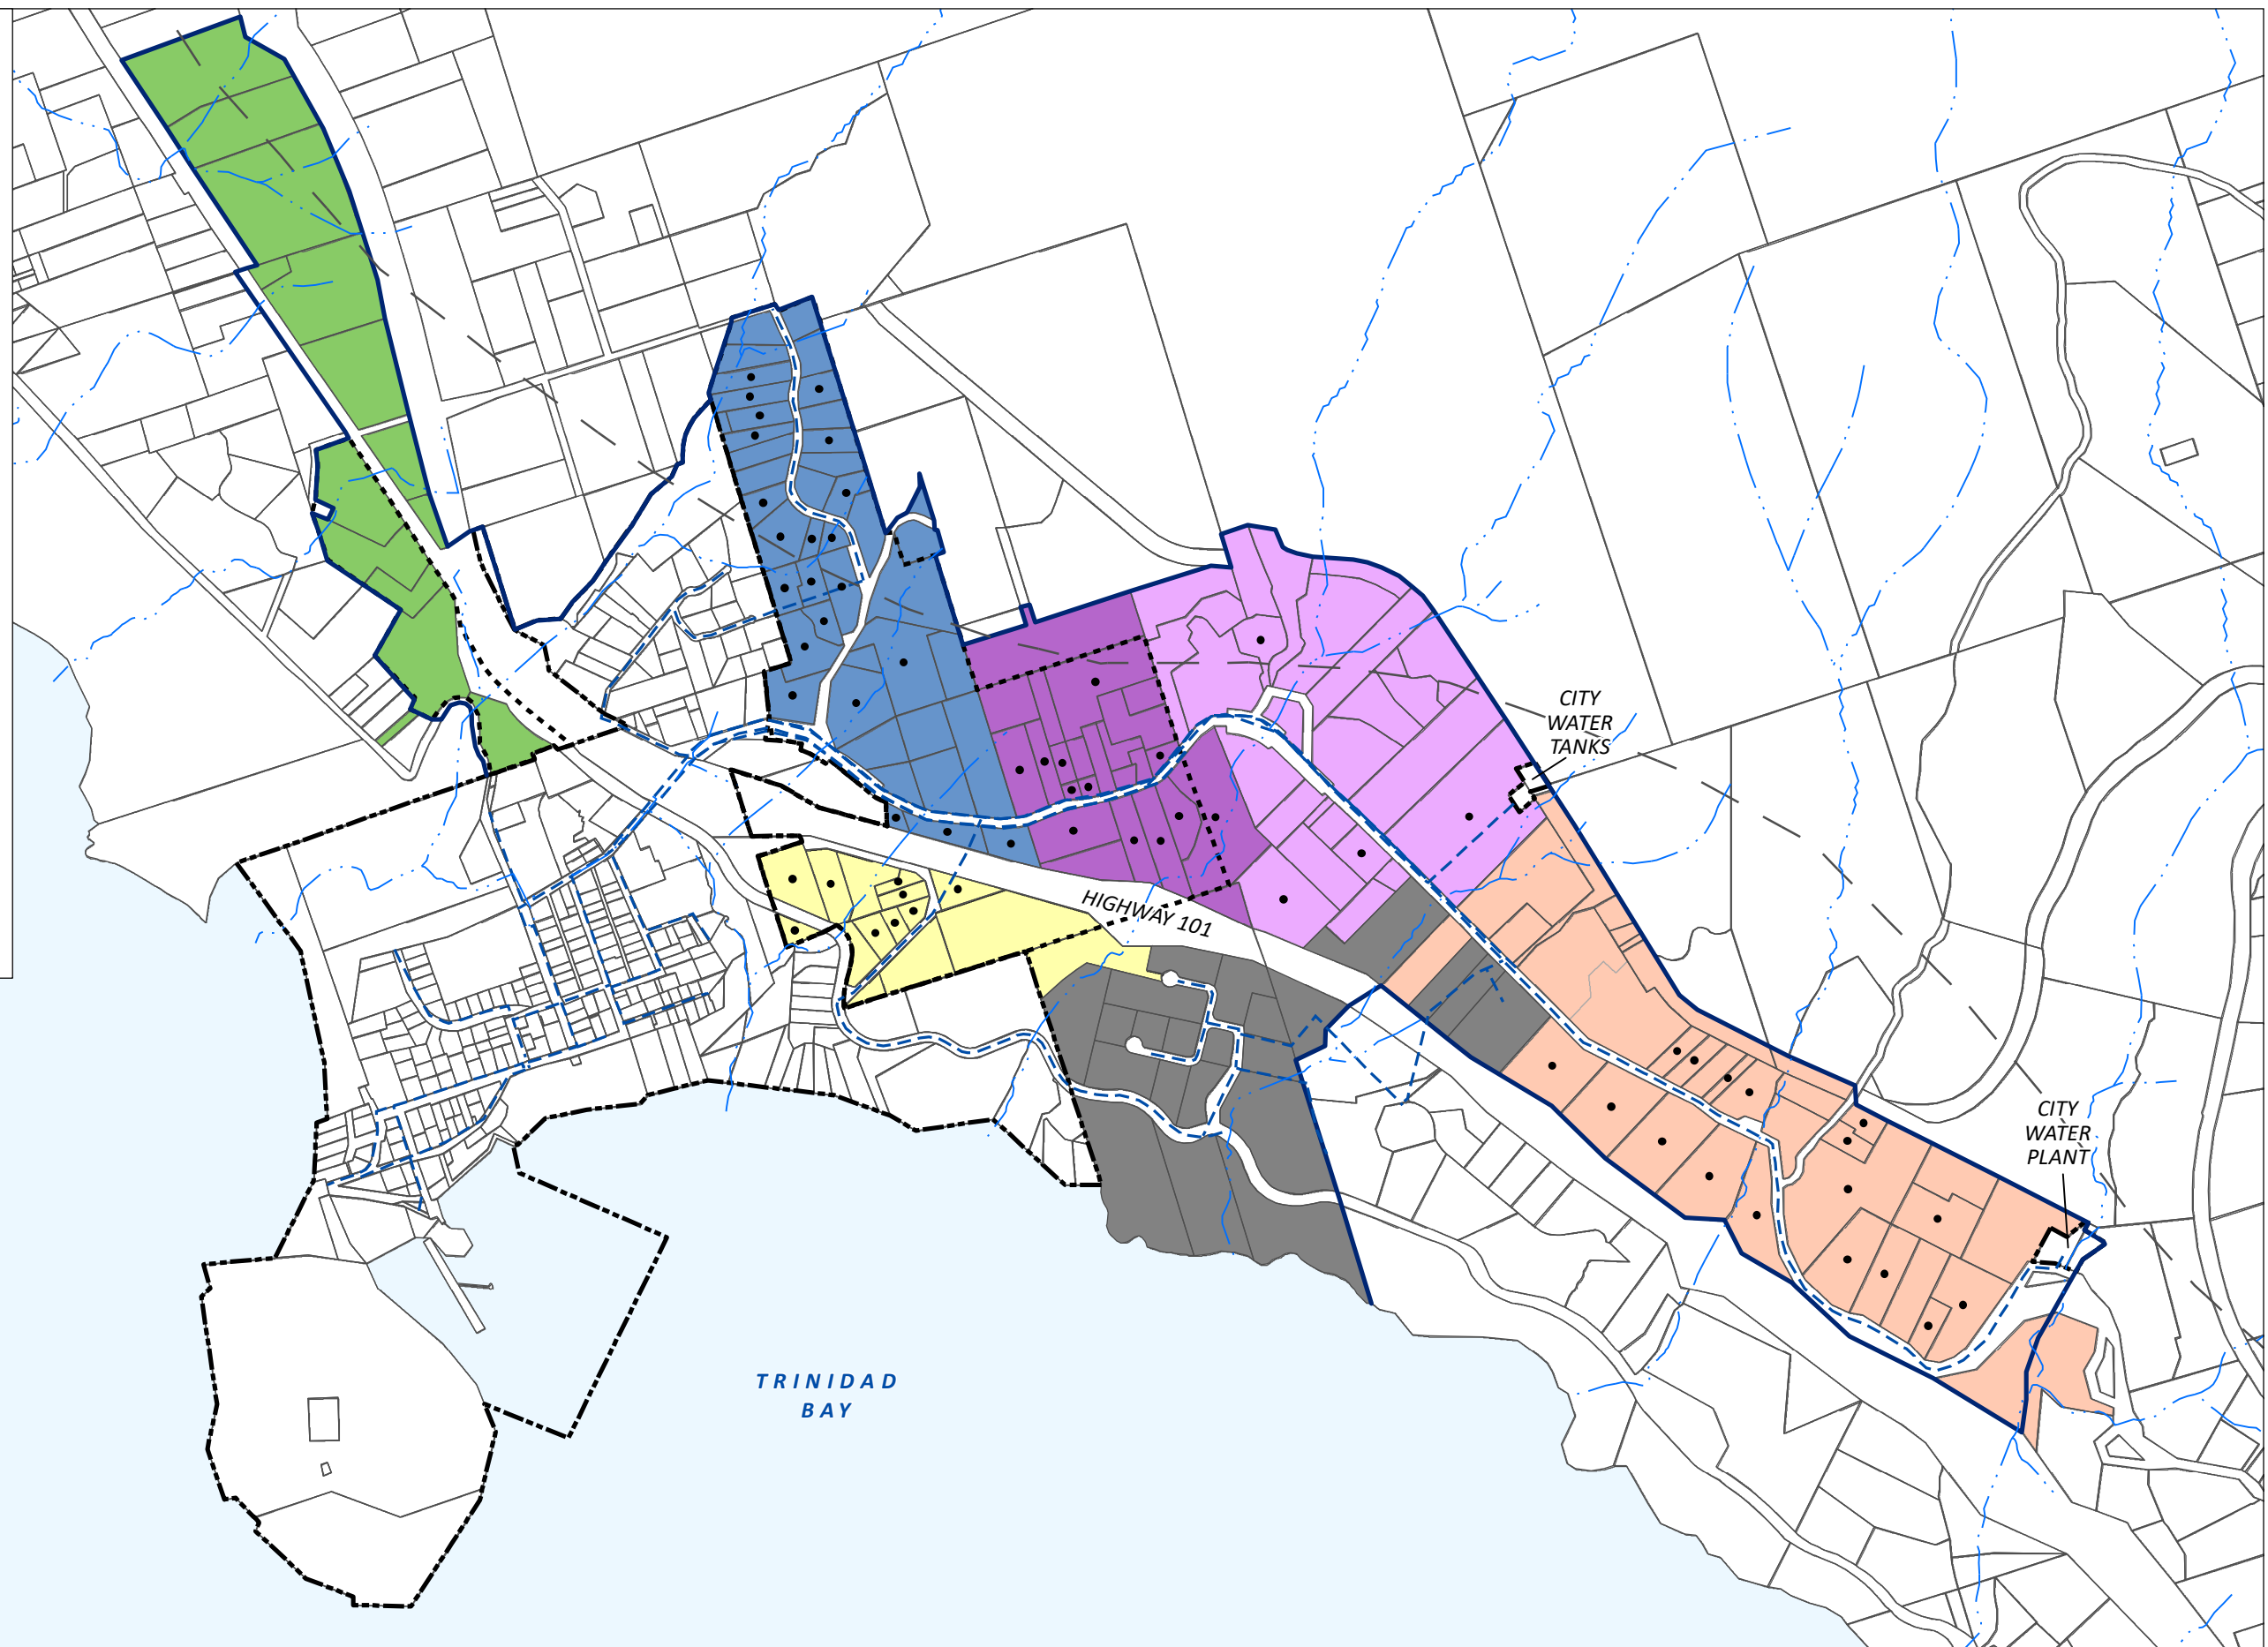 CITY
WATER
TANKS
HIGHWAY 101
CITY
WATER
PLANT
TRINIDAD
BAY